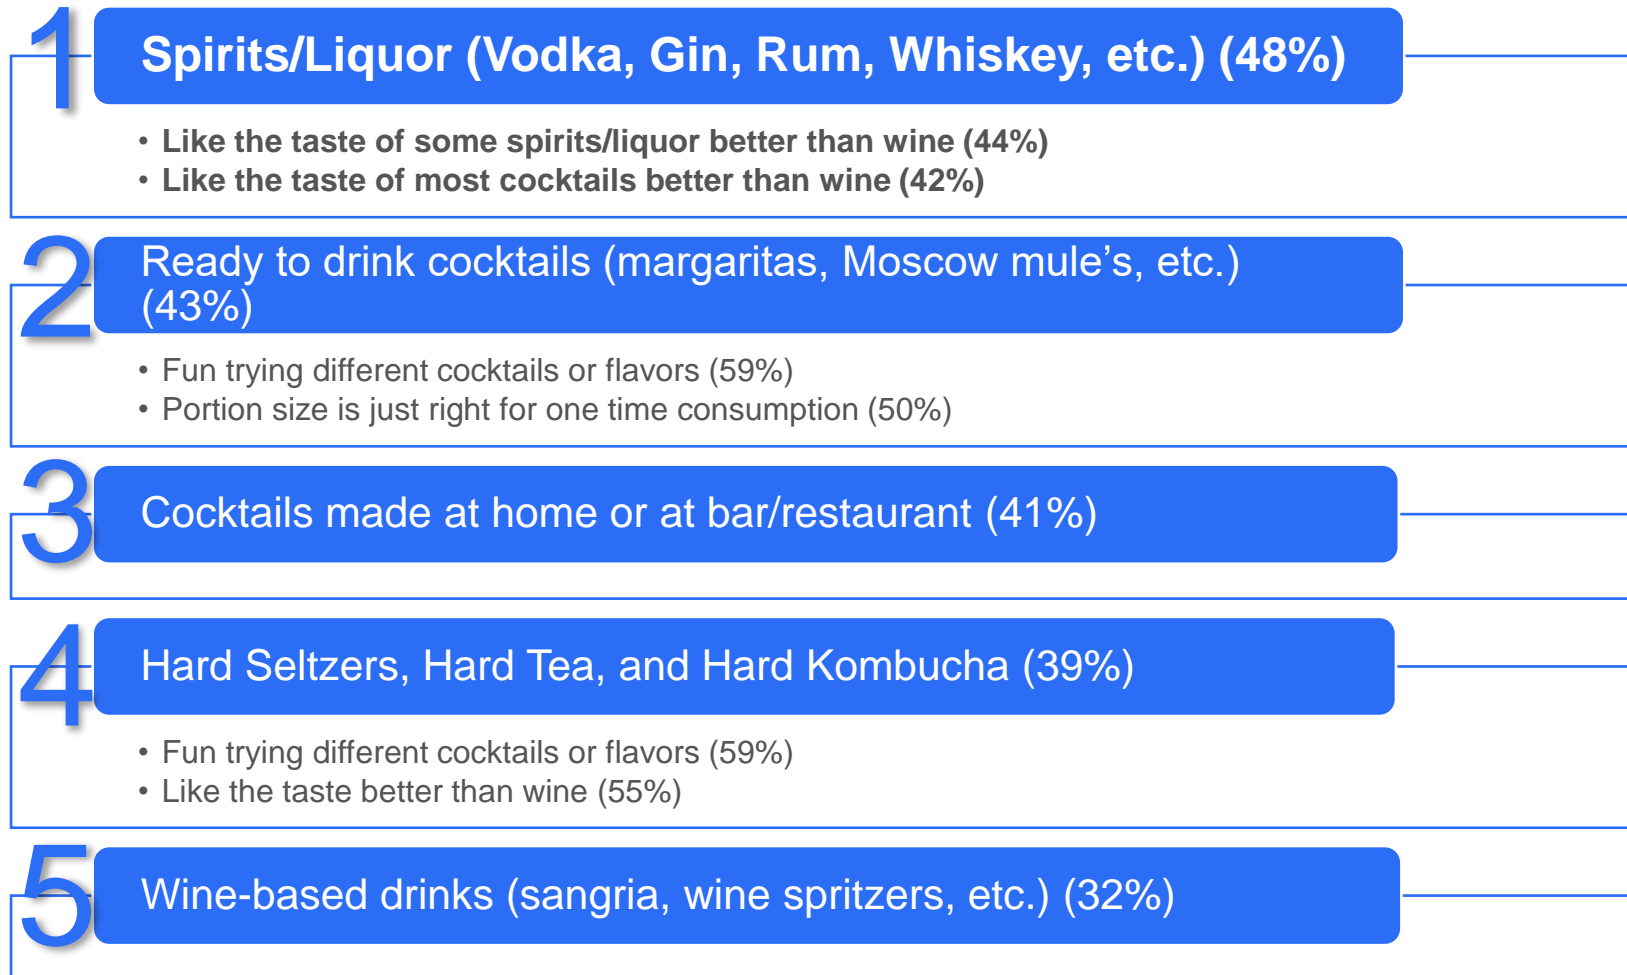 1
Spirits/Liquor (Vodka, Gin, Rum, Whiskey, etc.) (48%)
• Like the taste of some spirits/liquor better than wine (44%)
• Like the taste of most cocktails better than wine (42%)
2
Ready to drink cocktails (margaritas, Moscow mule’s, etc.)
(43%)
• Fun trying different cocktails or flavors (59%)
• Portion size is just right for one time consumption (50%)
3
Cocktails made at home or at bar/restaurant (41%)
4
Hard Seltzers, Hard Tea, and Hard Kombucha (39%)
• Fun trying different cocktails or flavors (59%)
• Like the taste better than wine (55%)
5
Wine-based drinks (sangria, wine spritzers, etc.) (32%)